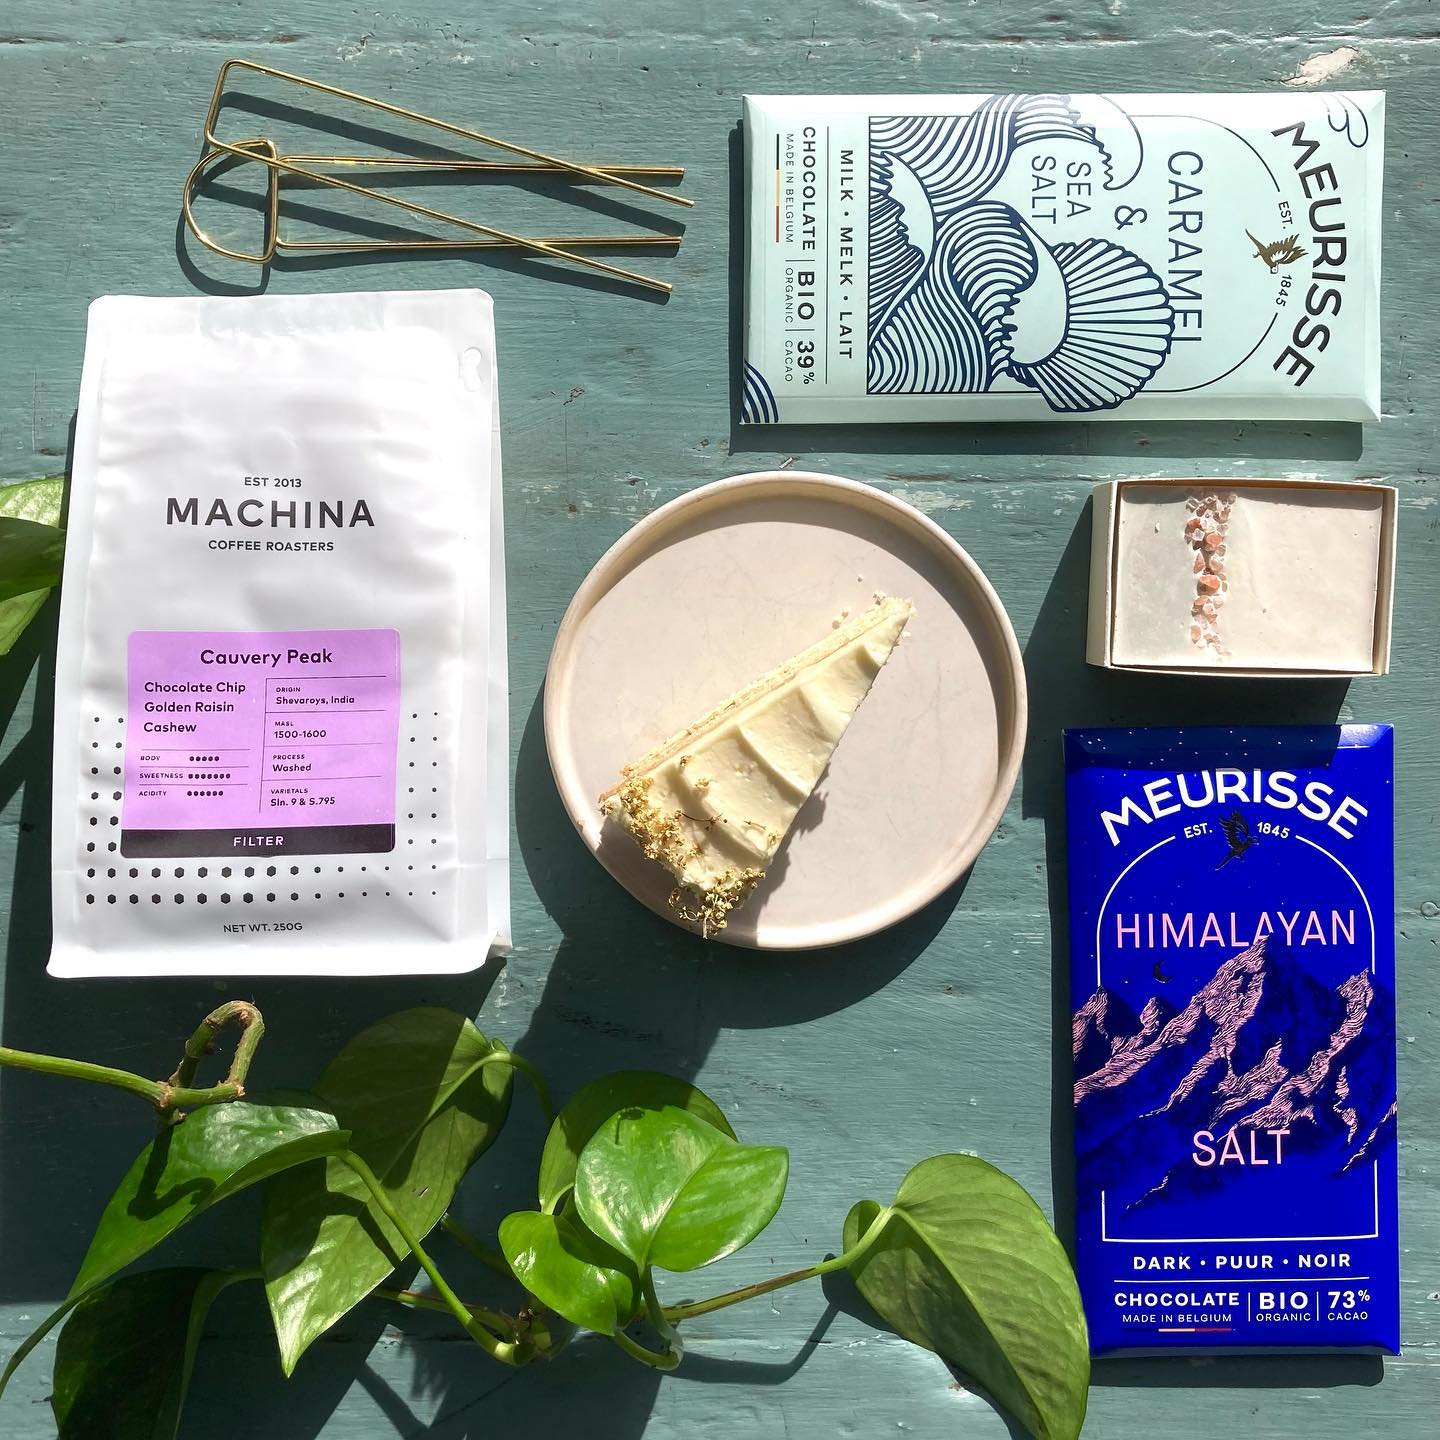 MEURISSE
EST. 1845
CARAMEL
&
SEA
SALT
MILK • MELK • LAIT
CHOCOLATE | BIO | 39%
MADE IN BELGIUM | ORGANIC | CACAO
EST 2013
MACHINA
COFFEE ROASTERS
Cauvery Peak
Chocolate Chip
Golden Raisin
Cashew
BODY
SWEETNESS
ACIDITY
ORIGIN
Shevaroys, India
MASL
1500-1600
PROCESS
Washed
VARIETALS
Sln. 9 & S.795
FILTER
NET WT. 250G
MEURISSE
EST. 1845
HIMALAYAN
SALT
DARK • PUUR • NOIR
CHOCOLATE | BIO | 73%
MADE IN BELGIUM | ORGANIC | CACAO